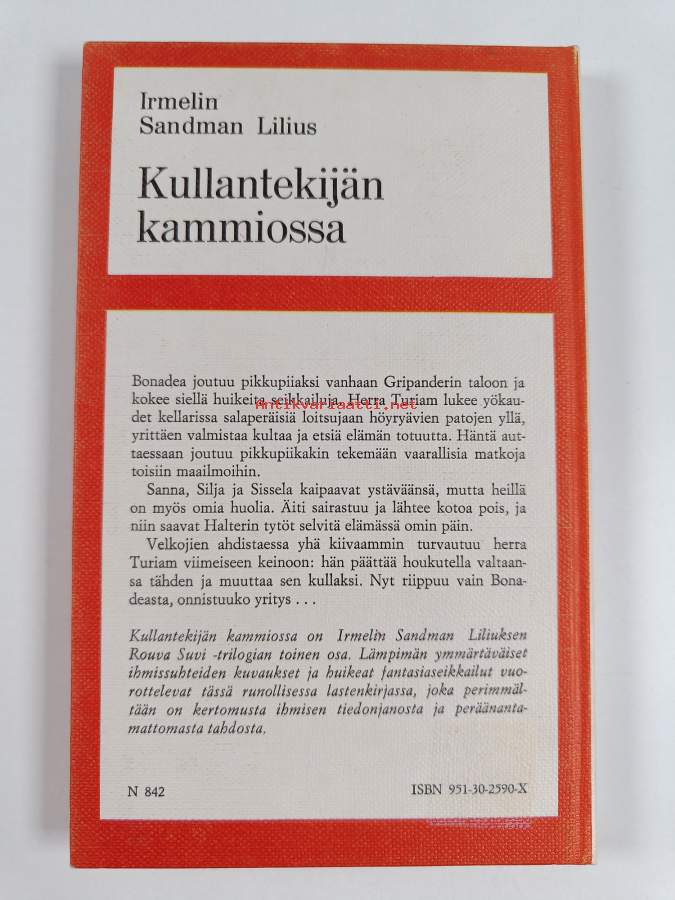 Irmelin
Sandman Lilius
Kullantekijän
kammiossa
Bonadea joutuu pikkupiiaksi vanhaan Gripanderin taloon ja
kokee siellä huikeita seikkailuja. Herra Turiam lukee yökau-
Antikvariaatti.net
det kellarissa salaperäisiä loitsujaan höyryävien patojen yllä,
yrittäen valmistaa kultaa ja etsiä elämän totuutta. Häntä aut-
taessaan joutuu pikkupiikakin tekemään vaarallisia matkoja
toisiin maailmoihin.
Sanna, Silja ja Sissela kaipaavat ystäväänsä, mutta heillä
on myös omia huolia. Äiti sairastuu ja lähtee kotoa pois, ja
niin saavat Halterin tytöt selvitä elämässä omin päin.
Velkojien ahdistaessa yhä kiivaammin turvautuu herra
Turiam viimeiseen keinoon: hän päättää houkutella valtaan-
sa tähden ja muuttaa sen kullaksi. Nyt riippuu vain Bona-
deasta, onnistuuko yritys . . .
Kullantekijän kammiossa on Irmelin Sandman Liliuksen
Rouva Suvi -trilogian toinen osa. Lämpimän ymmärtäväiset
ihmissuhteiden kuvaukset ja huikeat fantasiaseikkailut vuo-
rottelevat tässä runollisessa lastenkirjassa, joka perimmäl-
tään on kertomusta ihmisen tiedonjanosta ja peräänanta-
mattomasta tahdosta.
N 842
ISBN 951-30-2590-X